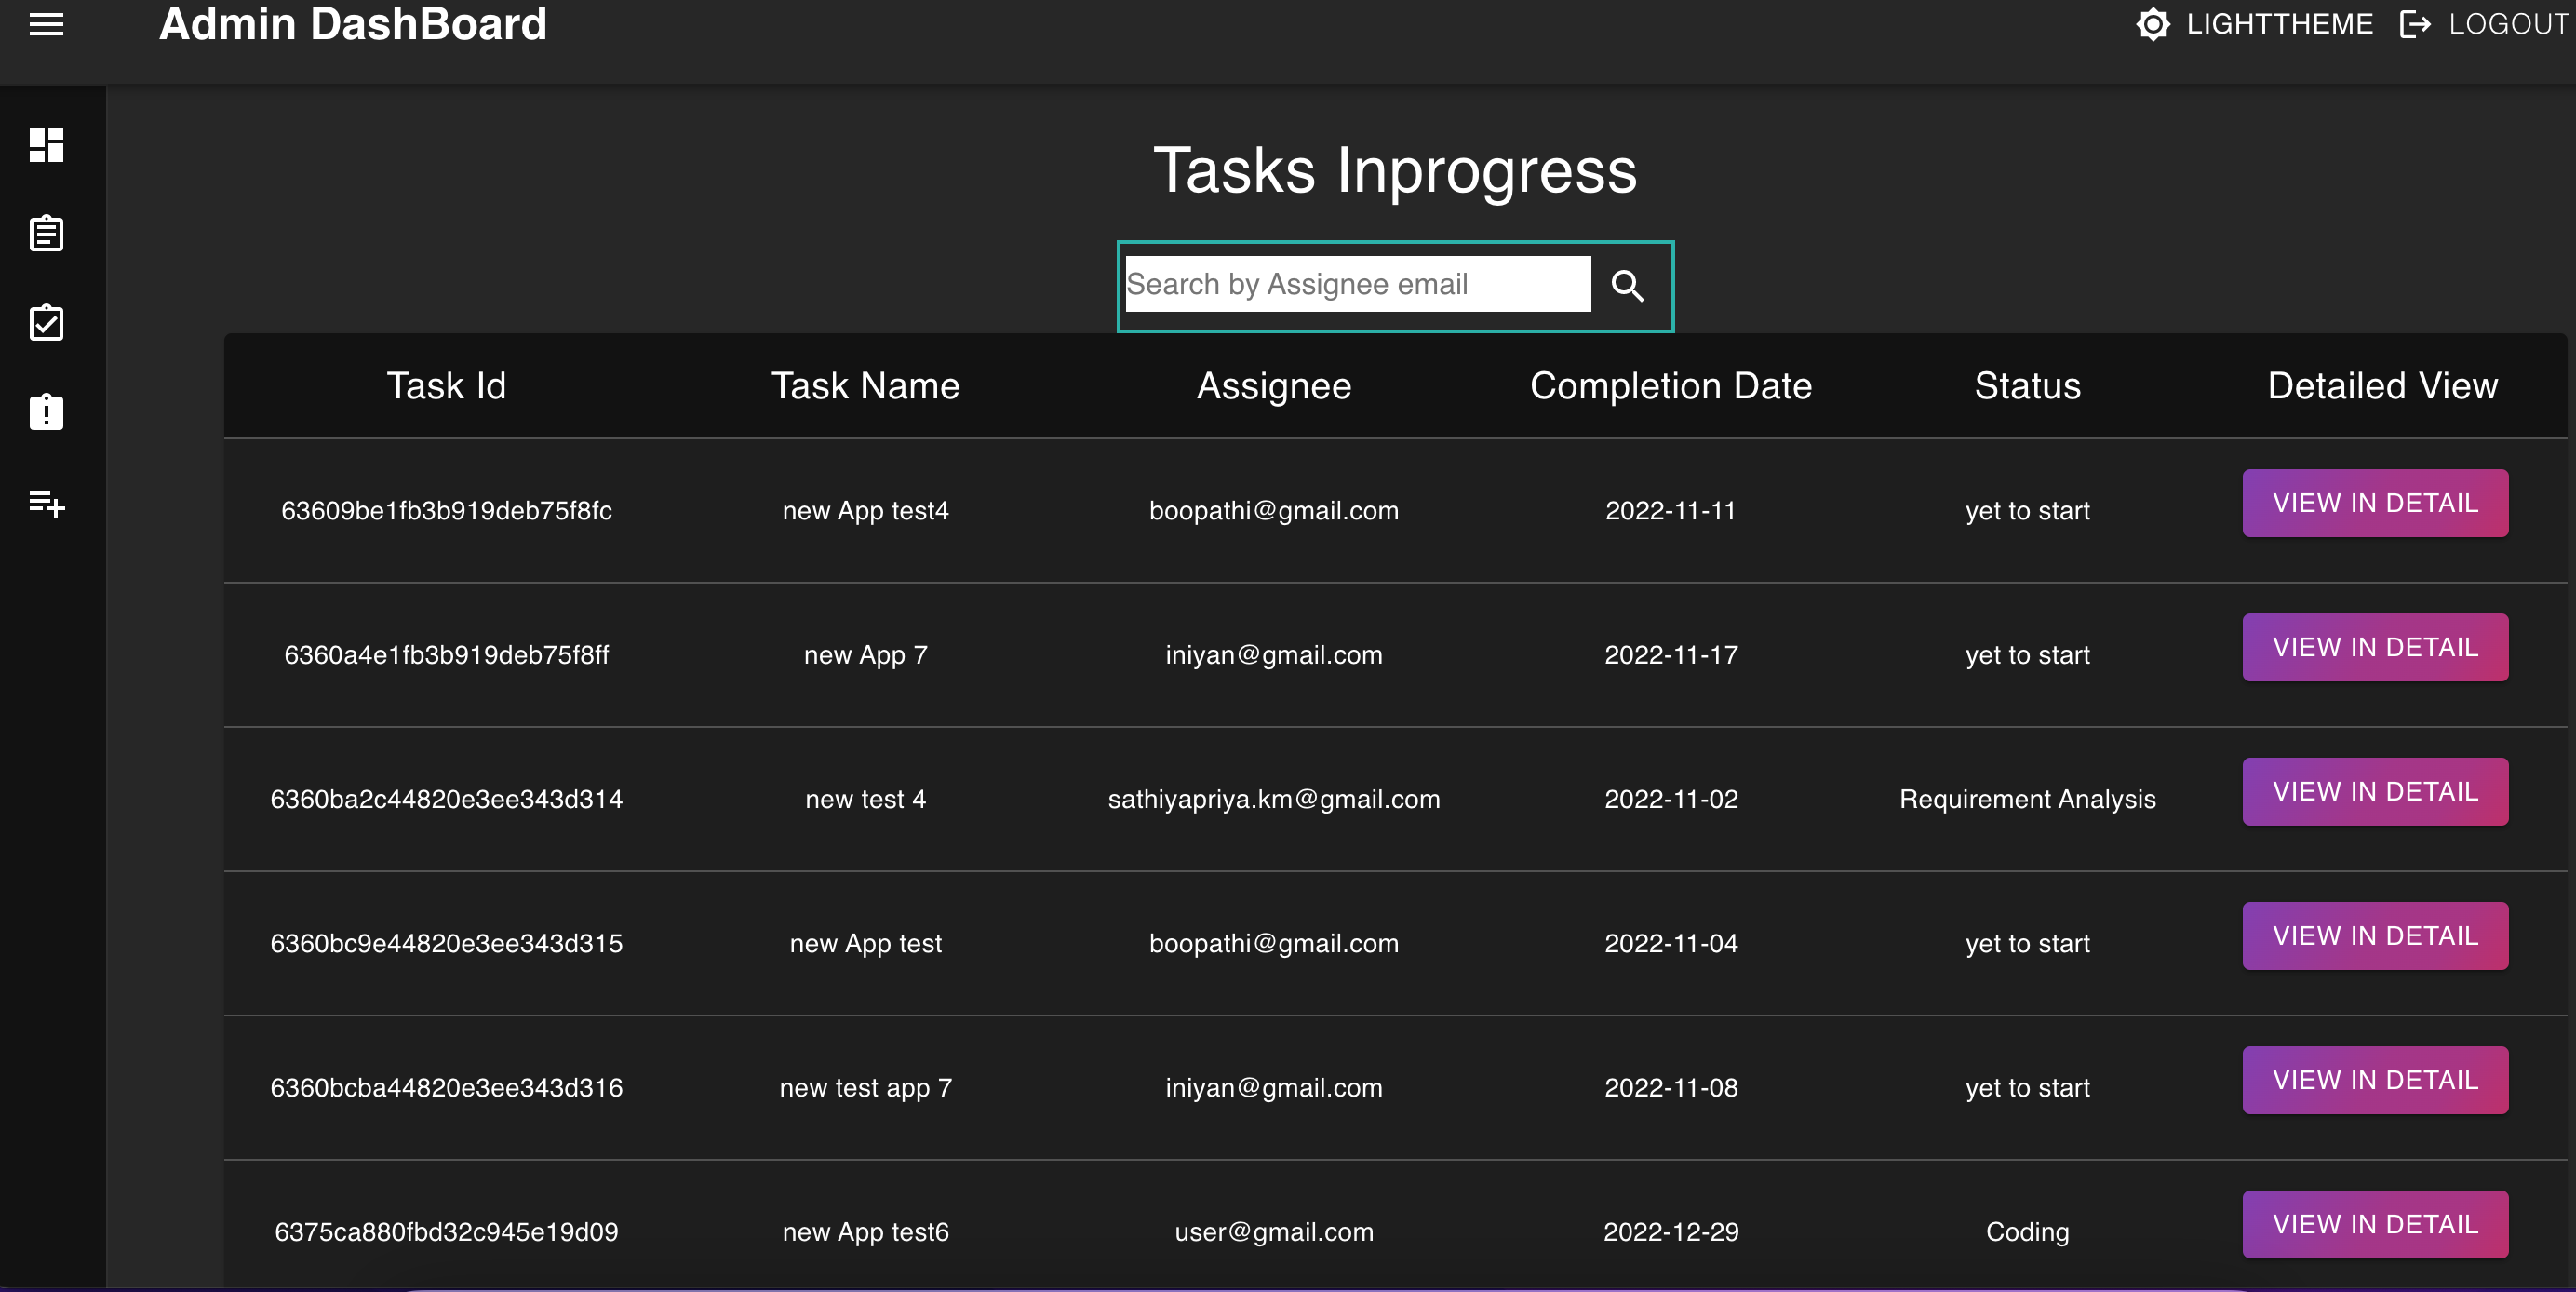 Admin DashBoard LIGHTTHEME LOGOUT
Tasks Inprogress
Search by Assignee email
Task Id Task Name Assignee Completion Date Status Detailed View
63609be1fb3b919deb75f8fc new App test4 boopathi@gmail.com 2022-11-11 yet to start VIEW IN DETAIL
6360a4e1fb3b919deb75f8ff new App 7 iniyan@gmail.com 2022-11-17 yet to start VIEW IN DETAIL
6360ba2c44820e3ee343d314 new test 4 sathiyapriya.km@gmail.com 2022-11-02 Requirement Analysis VIEW IN DETAIL
6360bc9e44820e3ee343d315 new App test boopathi@gmail.com 2022-11-04 yet to start VIEW IN DETAIL
6360bcba44820e3ee343d316 new test app 7 iniyan@gmail.com 2022-11-08 yet to start VIEW IN DETAIL
6375ca880fbd32c945e19d09 new App test6 user@gmail.com 2022-12-29 Coding VIEW IN DETAIL